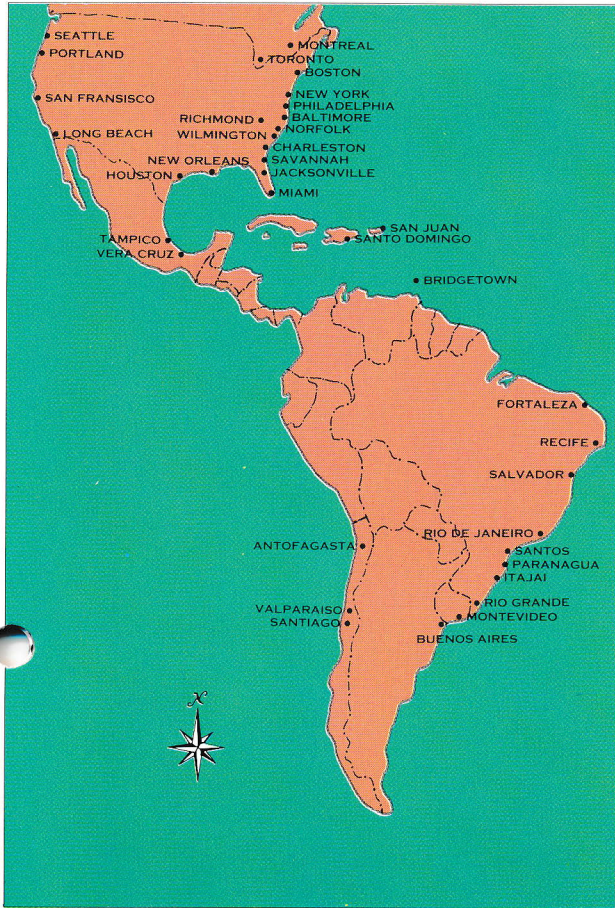 SEATTLE
MONTREAL
PORTLAND
TORONTO
BOSTON
SAN FRANSISCO
NEW YORK
PHILADELPHIA
RICHMOND
BALTIMORE
NORFOLK
LONG BEACH
WILMINGTON
CHARLESTON
NEW ORLEANS
SAVANNAH
HOUSTON
JACKSONVILLE
MIAMI
SAN JUAN
TAMPICO
SANTO DOMINGO
VERA CRUZ
BRIDGETOWN
FORTALEZA
RECIFE
SALVADOR
RIO DE JANEIRO
ANTOFAGASTA
SANTOS
PARANAGUA
ITAJAI
RIO GRANDE
VALPARAISO
MONTEVIDEO
SANTIAGO
BUENOS AIRES
N